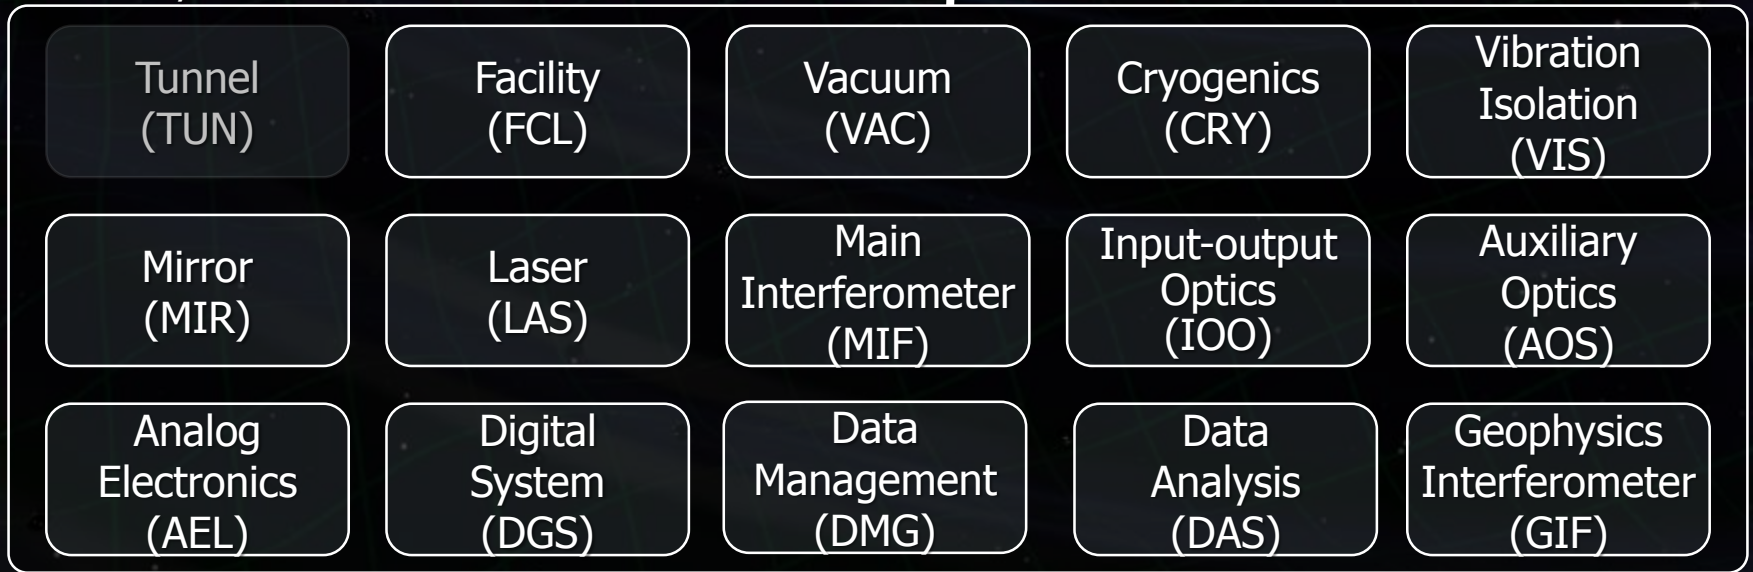 Tunnel
(TUN)
Facility
(FCL)
Vacuum
(VAC)
Cryogenics
(CRY)
Vibration
Isolation
(VIS)
Mirror
(MIR)
Laser
(LAS)
Main
Interferometer
(MIF)
Input-output
Optics
(IOO)
Auxiliary
Optics
(AOS)
Analog
Electronics
(AEL)
Digital
System
(DGS)
Data
Management
(DMG)
Data
Analysis
(DAS)
Geophysics
Interferometer
(GIF)